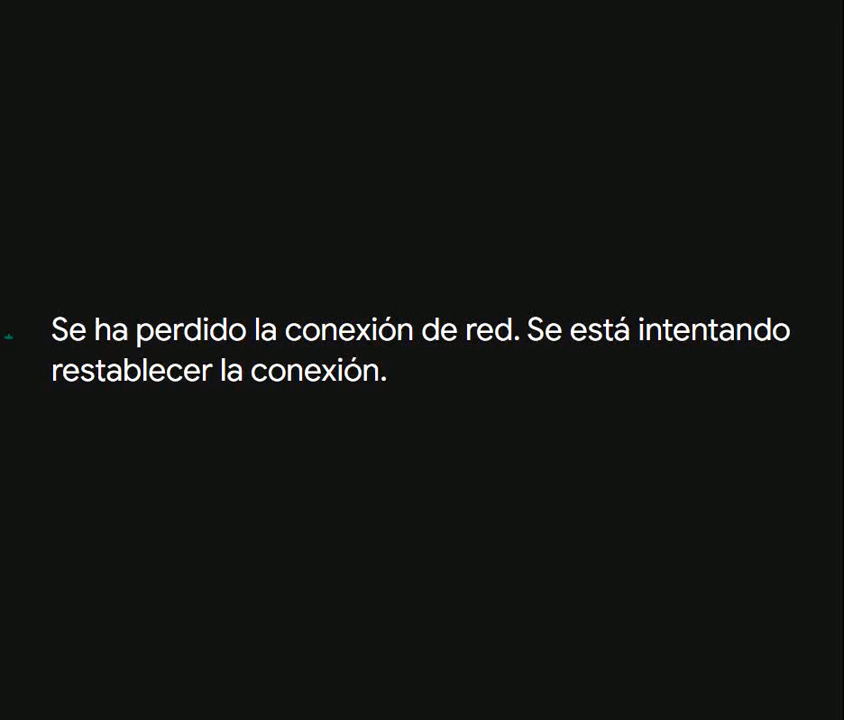 Se ha perdido la conexión de red. Se está intentando
restablecer la conexión.